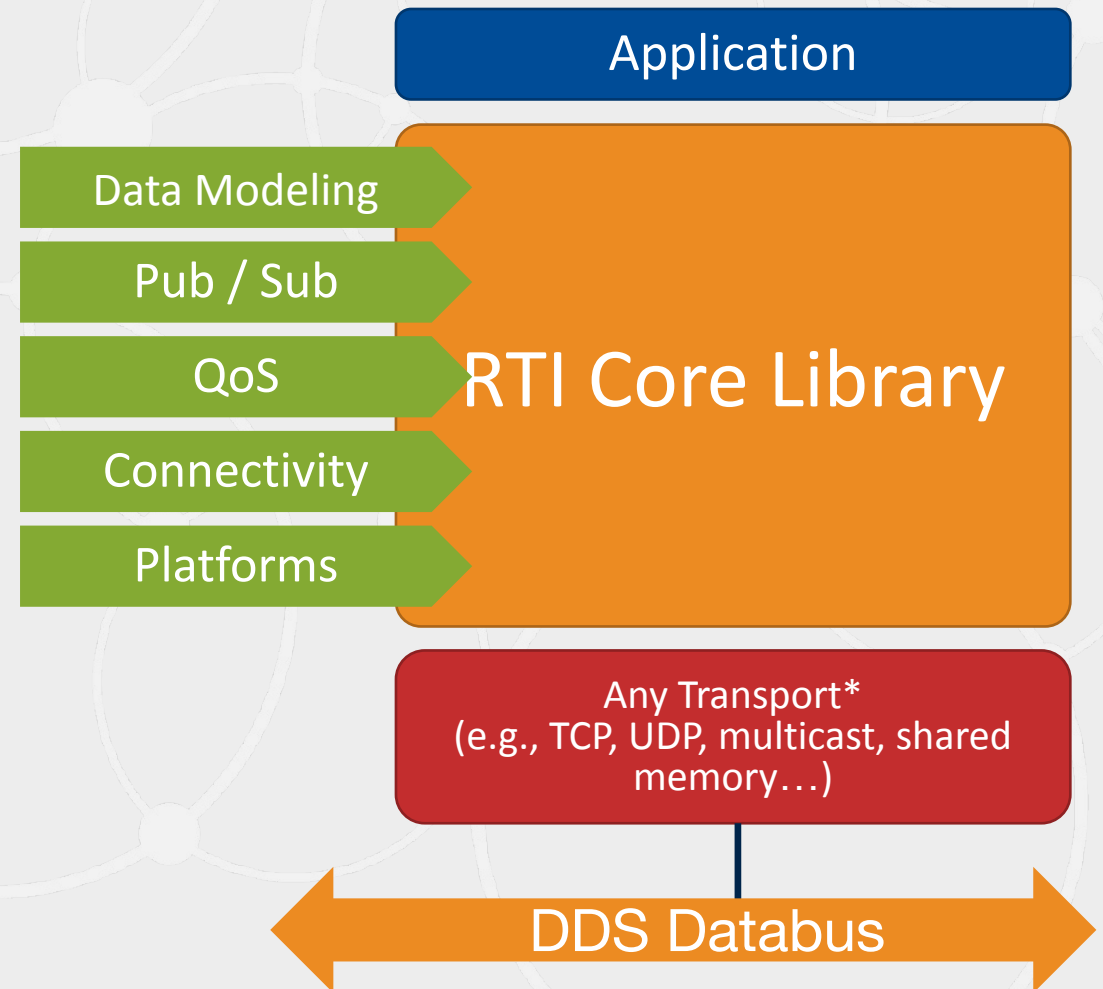 Application
Data Modeling
Pub / Sub
QoS
Connectivity
Platforms
RTI Core Library
Any Transport*
(e.g., TCP, UDP, multicast, shared
memory…)
DDS Databus